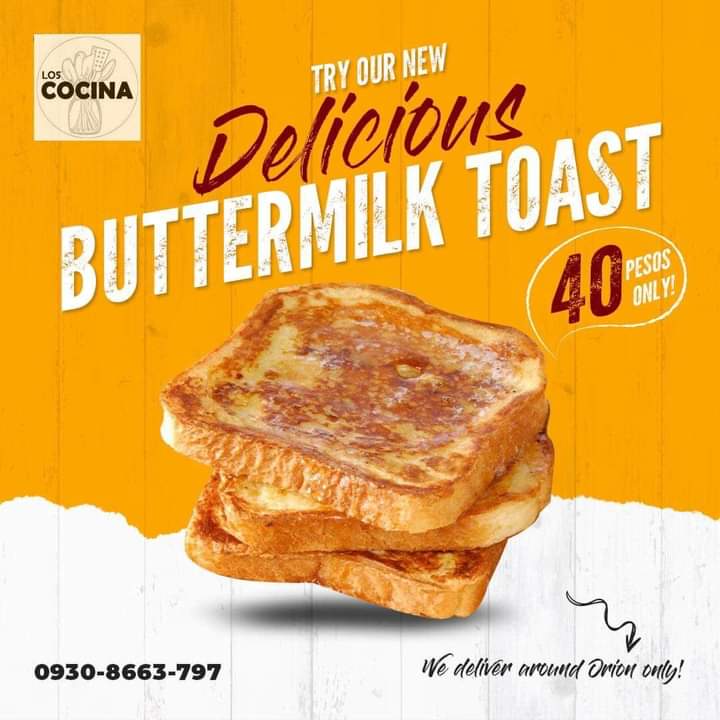 LOS
COCINA
TRY OUR NEW
Delicious
BUTTERMILK TOAST
40 PESOS
ONLY!
0930-8663-797
We deliver around Orion only!